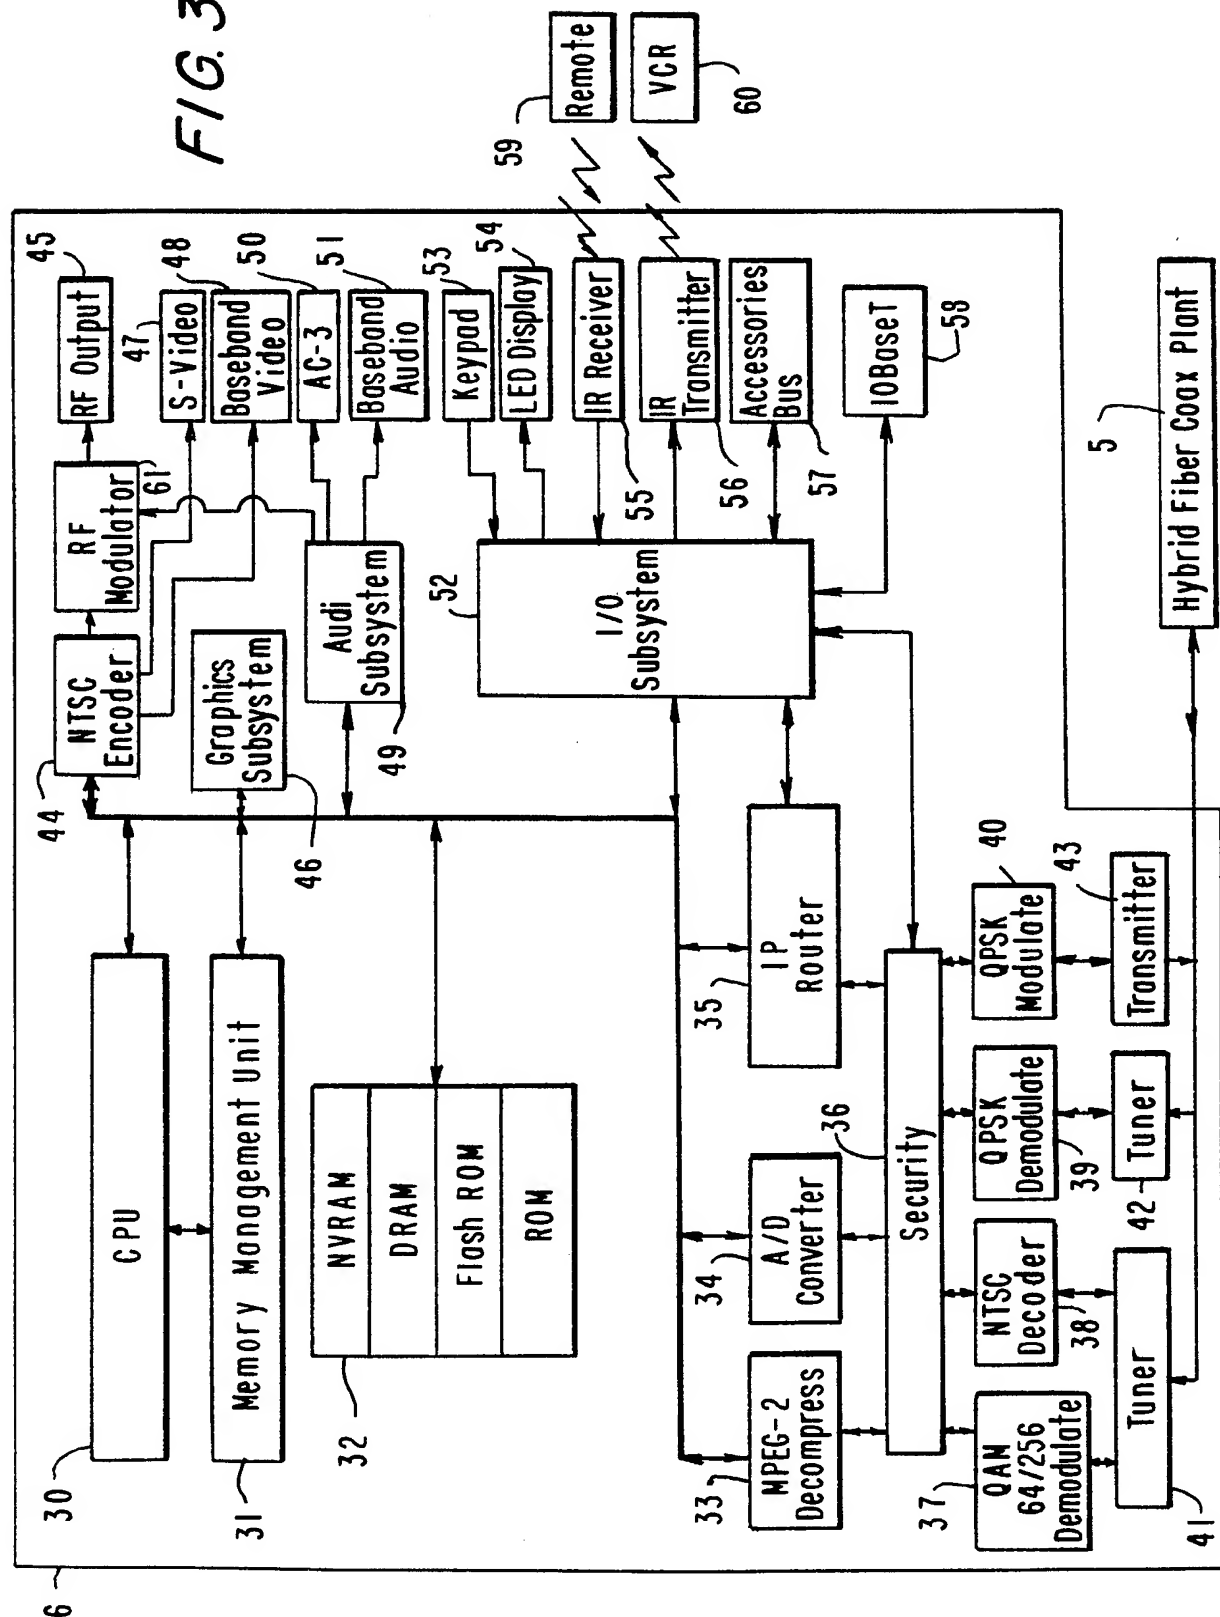 FIG. 3
6
30
CPU
31
Memory Management Unit
32
NVRAM
DRAM
Flash ROM
ROM
44
NTSC
Encoder
RF
Modulator
61
RF Output
45
47
S-Video
48
Baseband
Video
50
AC-3
51
Baseband
Audio
Graphics
Subsystem
46
Audi
Subsystem
49
52
I/O
Subsystem
53
Keypad
54
LED Display
IR Receiver
55
IR
Transmitter
56
Accessories
Bus
57
IOBaseT
58
59
Remote
VCR
60
33
MPEG-2
Decompress
34
A/D
Converter
35
IP
Router
36
Security
37
QAM
64/256
Demodulate
NTSC
Decoder
38
QPSK
Demodulate
39
QPSK
Modulate
40
Tuner
41
Tuner
42
Transmitter
43
5
Hybrid Fiber Coax Plant